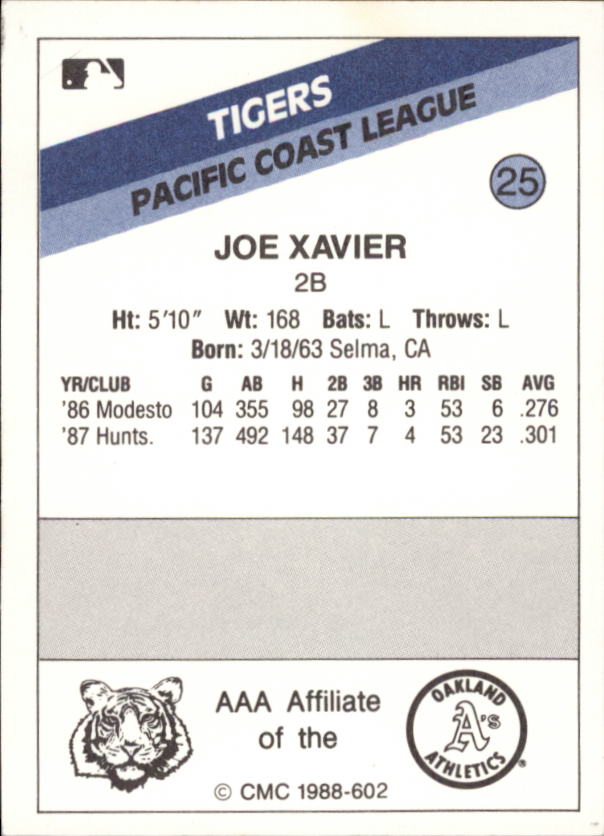 TIGERS
PACIFIC COAST LEAGUE
25
JOE XAVIER
2B
Ht: 5'10" Wt: 168 Bats: L Throws: L
Born: 3/18/63 Selma, CA
YR/CLUB G AB H 2B 3B HR RBI SB AVG
'86 Modesto 104 355 98 27 8 3 53 6 .276
'87 Hunts. 137 492 148 37 7 4 53 23 .301
AAA Affiliate
of the
OAKLAND
A's
ATHLETICS ®
© CMC 1988-602